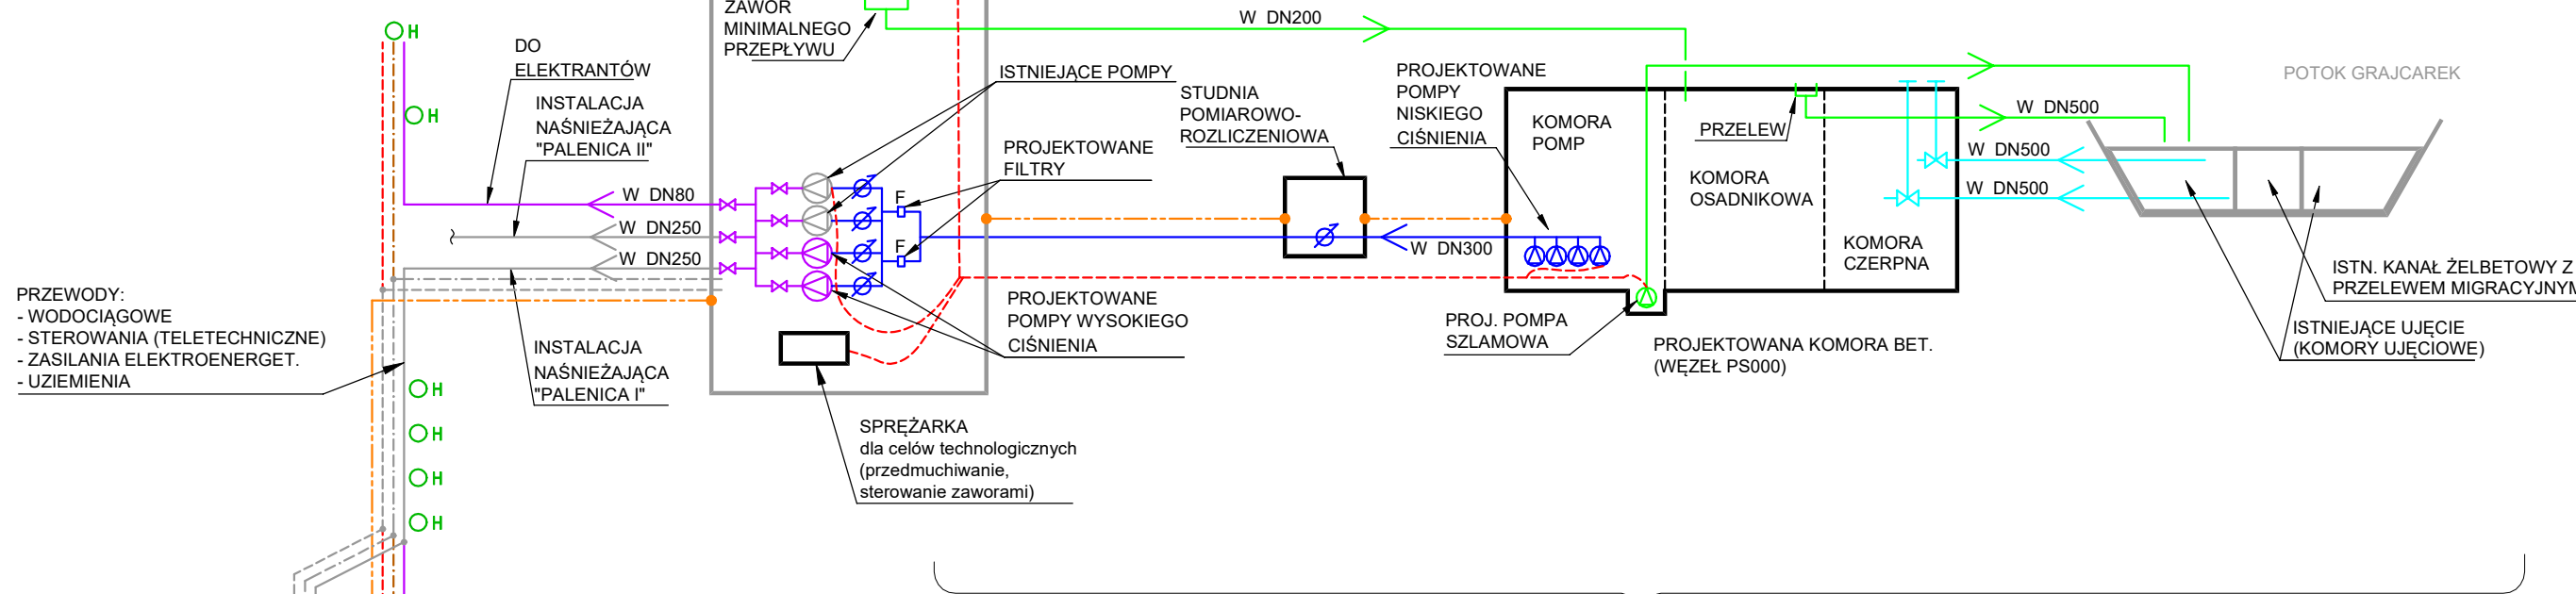 ZAWÓR
MINIMALNEGO
PRZEPŁYWU
W DN200
H
DO
ELEKTRANTÓW
INSTALACJA
NAŚNIEŻAJĄCA
"PALENICA II"
H
ISTNIEJĄCE POMPY
PROJEKTOWANE
FILTRY
STUDNIA
POMIAROWO-
ROZLICZENIOWA
PROJEKTOWANE
POMPY
NISKIEGO
CIŚNIENIA
KOMORA
POMP
PRZELEW
KOMORA
OSADNIKOWA
KOMORA
CZERPNA
W DN500
W DN500
W DN500
POTOK GRAJCAREK
W DN80
W DN250
W DN250
F
F
W DN300
PRZEWODY:
- WODOCIĄGOWE
- STEROWANIA (TELETECHNICZNE)
- ZASILANIA ELEKTROENERGET.
- UZIEMIENIA
INSTALACJA
NAŚNIEŻAJĄCA
"PALENICA I"
PROJEKTOWANE
POMPY WYSOKIEGO
CIŚNIENIA
PROJ. POMPA
SZLAMOWA
PROJEKTOWANA KOMORA BET.
(WĘZEŁ PS000)
ISTN. KANAŁ ŻELBETOWY Z
PRZELEWEM MIGRACYJNYM
ISTNIEJĄCE UJĘCIE
(KOMORY UJĘCIOWE)
SPRĘŻARKA
dla celów technologicznych
(przedmuchiwanie,
sterowanie zaworami)
H
H
H
H